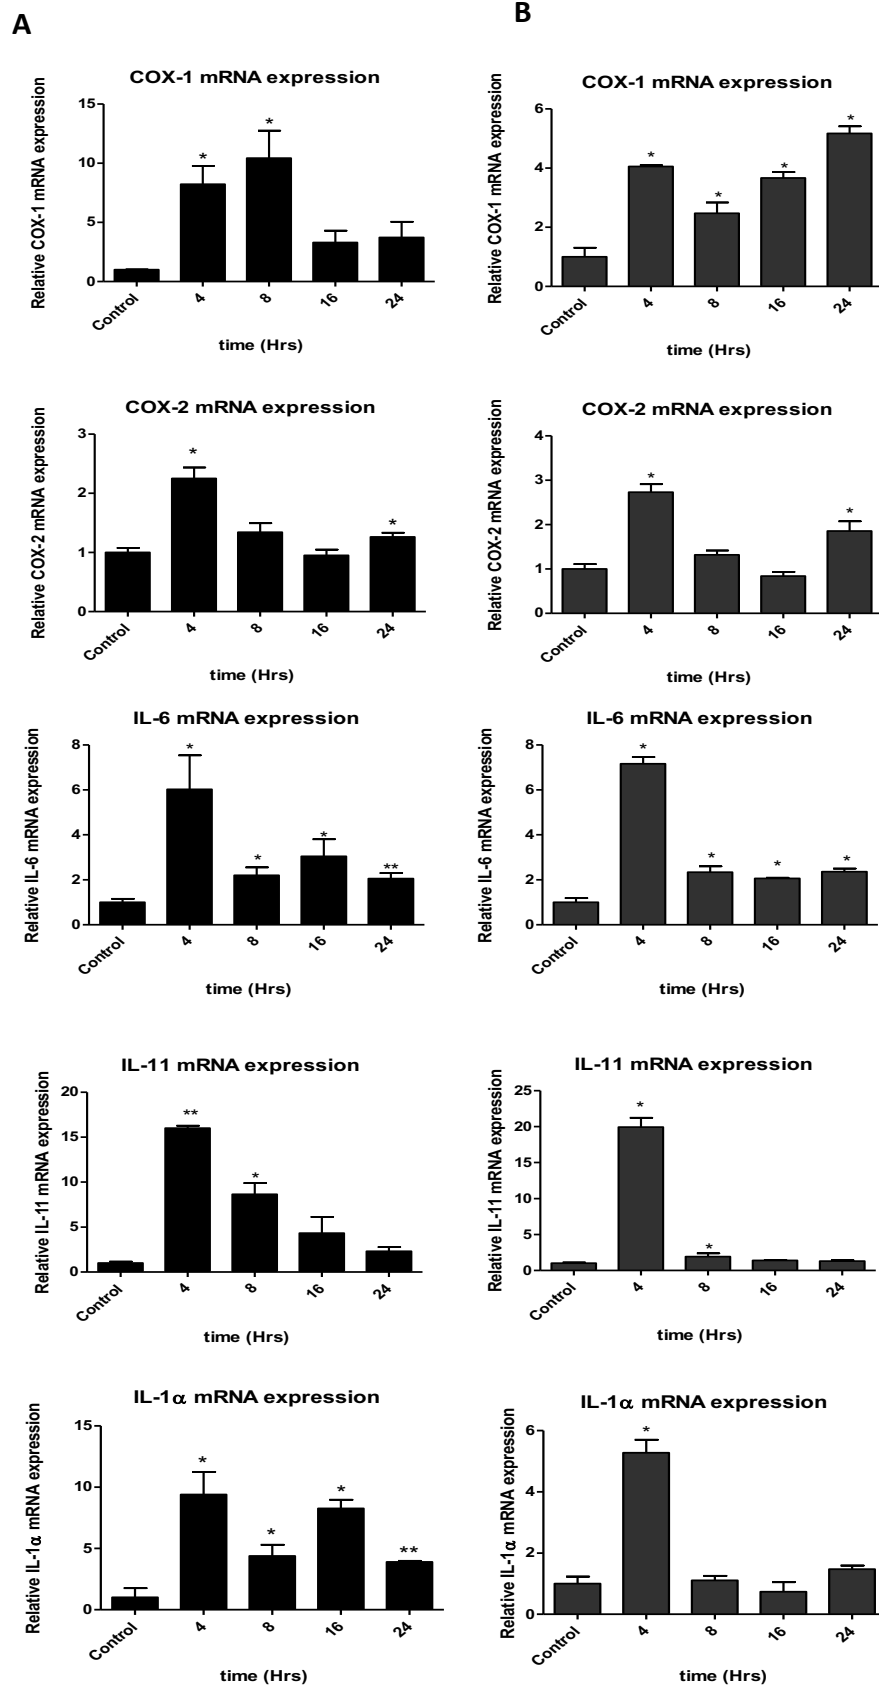 A
COX-1 mRNA expression
Relative COX-1 mRNA expression
15
10
5
0
*
*
Control
4
8
16
24
time (Hrs)
COX-2 mRNA expression
Relative COX-2 mRNA expression
3
2
1
0
*
*
Control
4
8
16
24
time (Hrs)
IL-6 mRNA expression
Relative IL-6 mRNA expression
8
6
4
2
0
*
*
*
**
Control
4
8
16
24
time (Hrs)
IL-11 mRNA expression
Relative IL-11 mRNA expression
20
15
10
5
0
**
*
Control
4
8
16
24
time (Hrs)
IL-1α mRNA expression
Relative IL-1α mRNA expression
15
10
5
0
*
*
*
**
Control
4
8
16
24
time (Hrs)
B
COX-1 mRNA expression
Relative COX-1 mRNA expression
6
4
2
0
*
*
*
*
Control
4
8
16
24
time (Hrs)
COX-2 mRNA expression
Relative COX-2 mRNA expression
4
3
2
1
0
*
*
Control
4
8
16
24
time (Hrs)
IL-6 mRNA expression
Relative IL-6 mRNA expression
8
6
4
2
0
*
*
*
*
Control
4
8
16
24
time (Hrs)
IL-11 mRNA expression
Relative IL-11 mRNA expression
25
20
15
10
5
0
*
*
Control
4
8
16
24
time (Hrs)
IL-1α mRNA expression
Relative IL-1α mRNA expression
6
4
2
0
*
Control
4
8
16
24
time (Hrs)